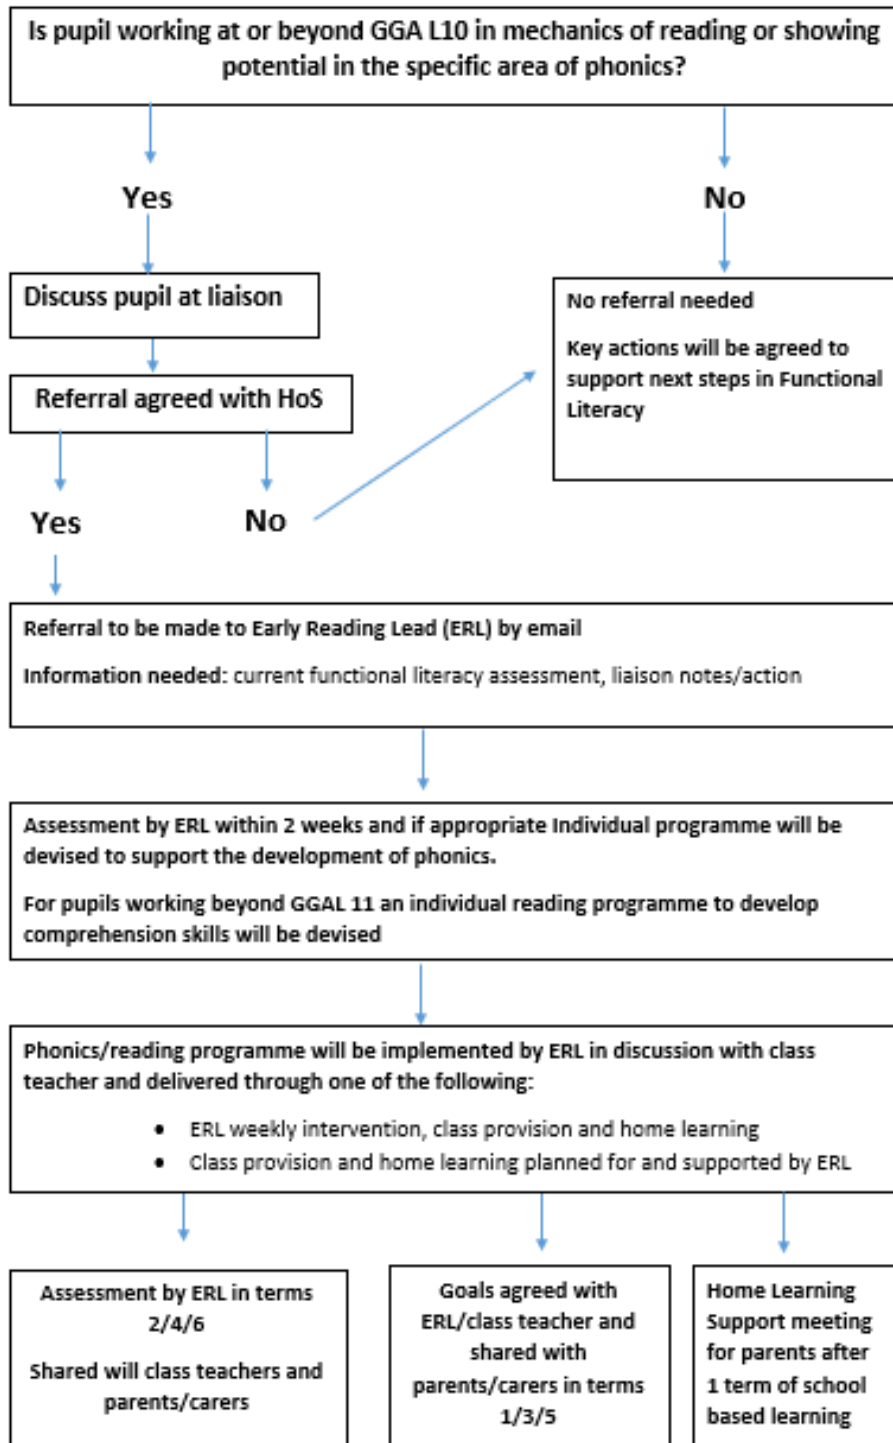 Is pupil working at or beyond GGA L10 in mechanics of reading or showing
potential in the specific area of phonics?
Yes
No
Discuss pupil at liaison
No referral needed
Key actions will be agreed to
support next steps in Functional
Literacy
Referral agreed with HoS
Yes
No
Referral to be made to Early Reading Lead (ERL) by email
Information needed: current functional literacy assessment, liaison notes/action
Assessment by ERL within 2 weeks and if appropriate Individual programme will be
devised to support the development of phonics.
For pupils working beyond GGAL 11 an individual reading programme to develop
comprehension skills will be devised
Phonics/reading programme will be implemented by ERL in discussion with class
teacher and delivered through one of the following:
• ERL weekly intervention, class provision and home learning
• Class provision and home learning planned for and supported by ERL
Assessment by ERL in terms
2/4/6
Shared will class teachers and
parents/carers
Goals agreed with
ERL/class teacher and
shared with
parents/carers in terms
1/3/5
Home Learning
Support meeting
for parents after
1 term of school
based learning